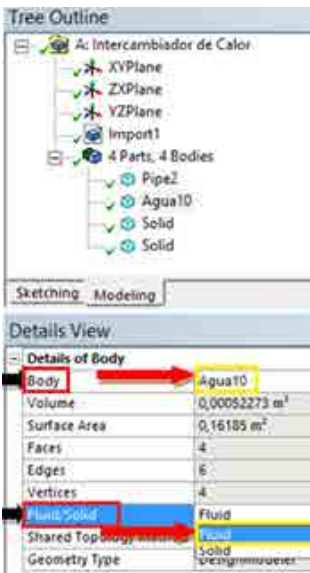 Tree Outline
A: Intercambiador de Calor
XYPlane
ZXPlane
YZPlane
Import1
4 Parts, 4 Bodies
Pipe2
Agua10
Solid
Solid
Sketching Modeling
Details View
Details of Body
Body Agua10
Volume 0,00052273 m³
Surface Area 0,16185 m²
Faces 4
Edges 6
Vertices 4
Fluid/Solid Fluid
Shared Topology Method Fluid
Solid
Geometry Type DesignModeler